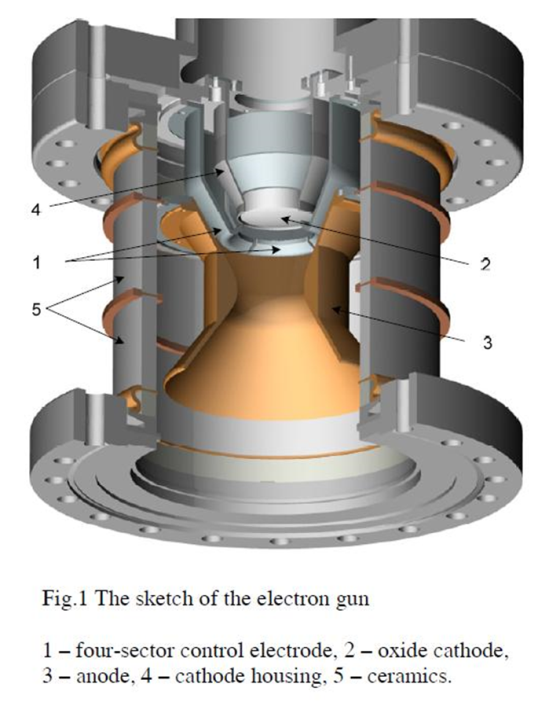 4
1
5
2
3
Fig.1 The sketch of the electron gun
1 – four-sector control electrode, 2 – oxide cathode,
3 – anode, 4 – cathode housing, 5 – ceramics.